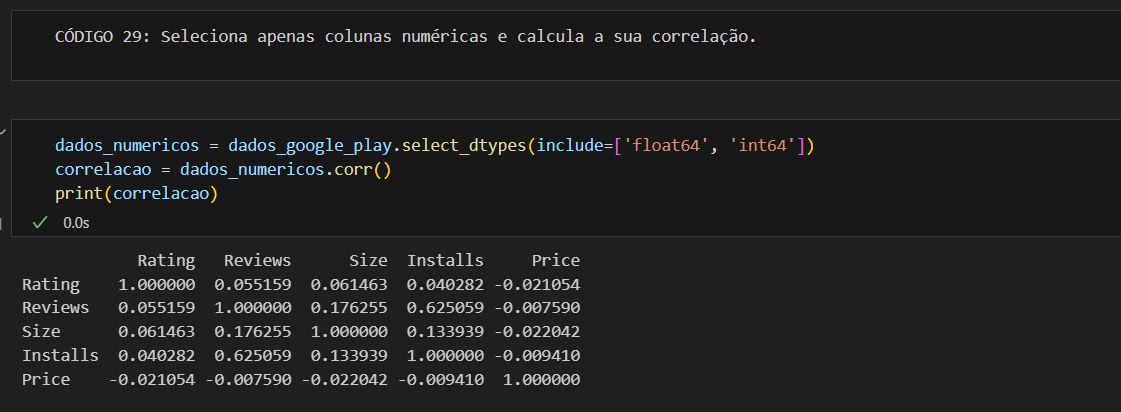 CÓDIGO 29: Seleciona apenas colunas numéricas e calcula a sua correlação.
dados_numericos = dados_google_play.select_dtypes(include=['float64', 'int64'])
correlacao = dados_numericos.corr()
print(correlacao)
0.0s
Rating Reviews Size Installs Price
Rating 1.000000 0.055159 0.061463 0.040282 -0.021054
Reviews 0.055159 1.000000 0.176255 0.625059 -0.007590
Size 0.061463 0.176255 1.000000 0.133939 -0.022042
Installs 0.040282 0.625059 0.133939 1.000000 -0.009410
Price -0.021054 -0.007590 -0.022042 -0.009410 1.000000